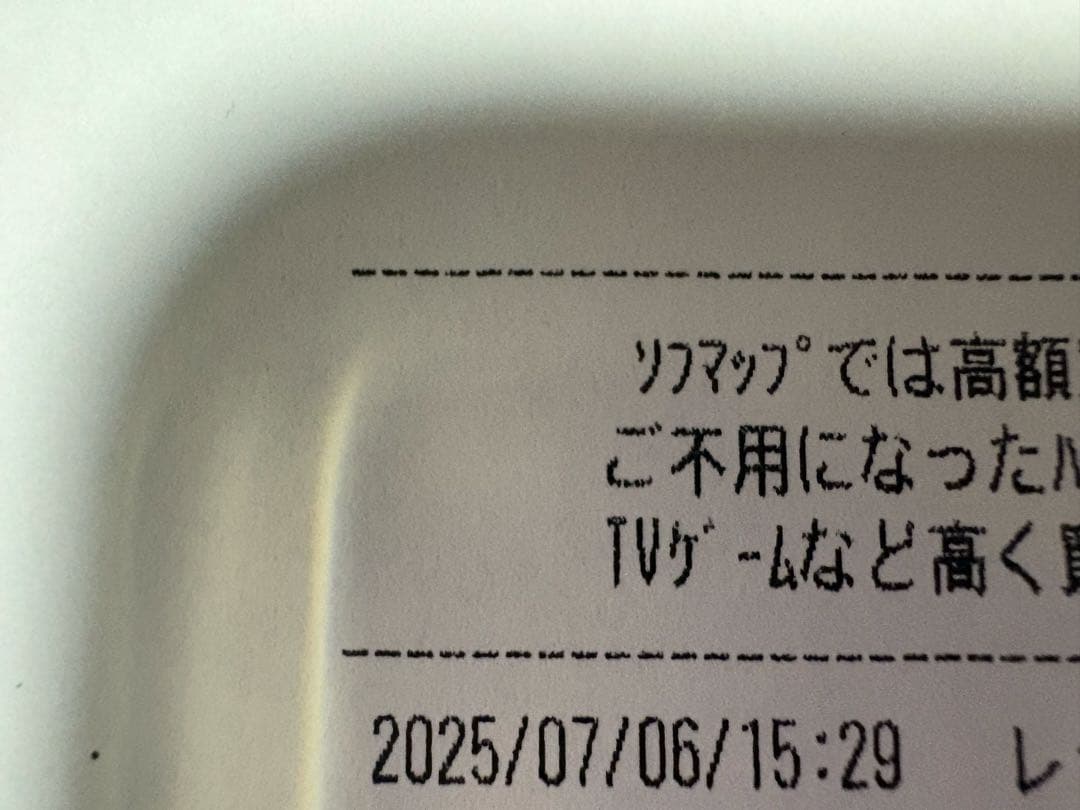 ｿﾌﾏｯﾌﾟでは高額
ご不用になった
TVｹﾞｰﾑなど高く
2025/07/06/15:29 レ